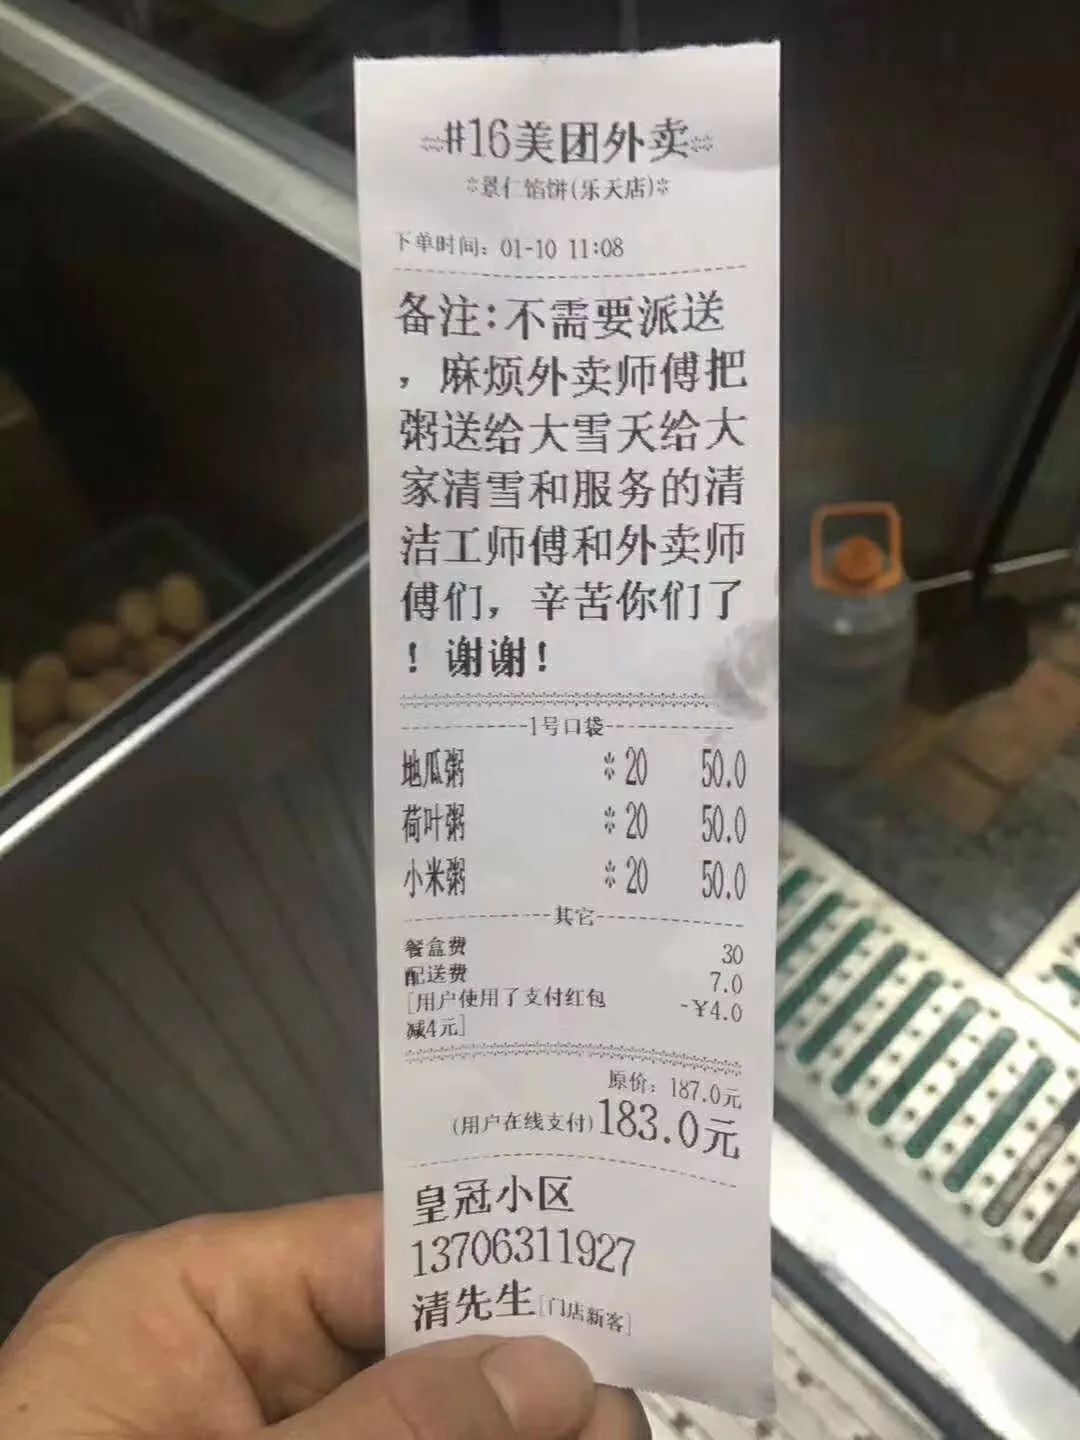 #16美团外卖
*景仁馅饼(乐天店)*
下单时间: 01-10 11:08
备注:不需要派送
，麻烦外卖师傅把
粥送给大雪天给大
家清雪和服务的清
洁工师傅和外卖师
傅们，辛苦你们了
！谢谢！
1号口袋
地瓜粥 *20 50.0
荷叶粥 *20 50.0
小米粥 *20 50.0
其它
餐盒费 30
配送费 7.0
[用户使用了支付红包 -¥4.0
减4元]
原价: 187.0元
(用户在线支付)183.0元
皇冠小区
13706311927
清先生[门店新客]